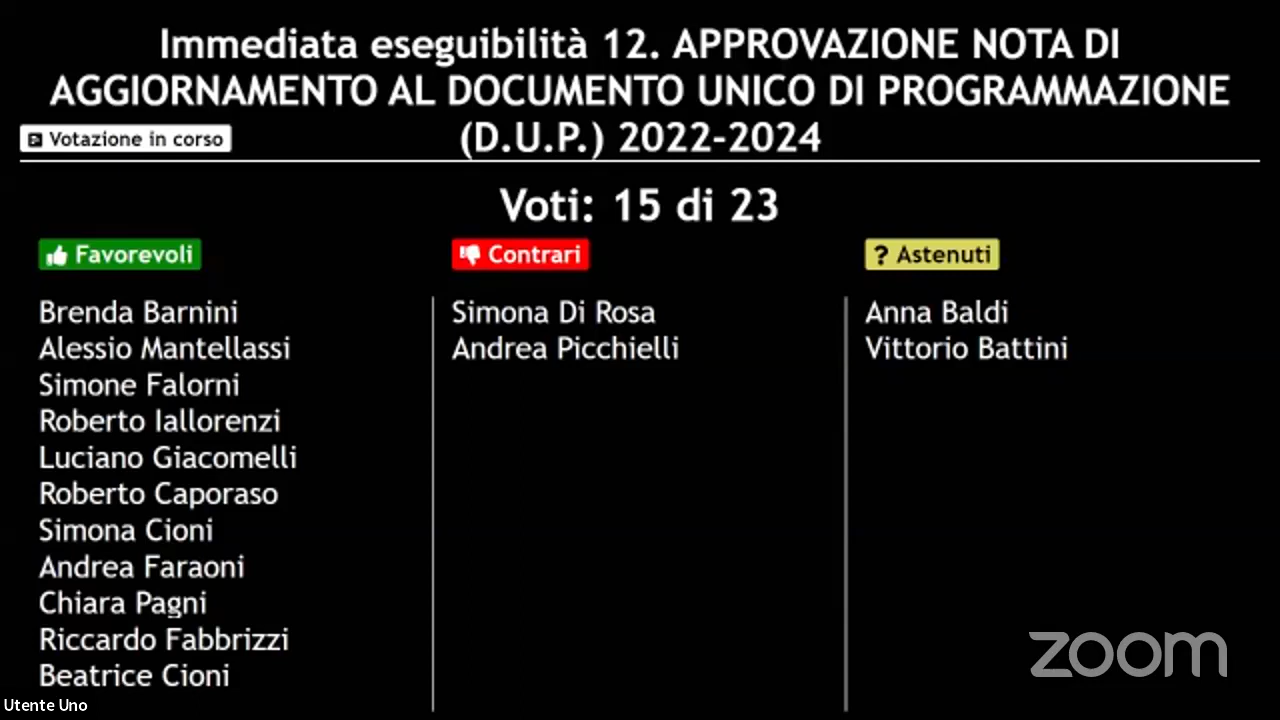 Immediata eseguibilità 12. APPROVAZIONE NOTA DI
AGGIORNAMENTO AL DOCUMENTO UNICO DI PROGRAMMAZIONE
(D.U.P.) 2022-2024
Votazione in corso
Voti: 15 di 23
Favorevoli
Brenda Barnini
Alessio Mantellassi
Simone Falorni
Roberto Iallorenzi
Luciano Giacomelli
Roberto Caporaso
Simona Cioni
Andrea Faraoni
Chiara Pagni
Riccardo Fabbrizzi
Beatrice Cioni
Contrari
Simona Di Rosa
Andrea Picchielli
? Astenuti
Anna Baldi
Vittorio Battini
zoom
Utente Uno